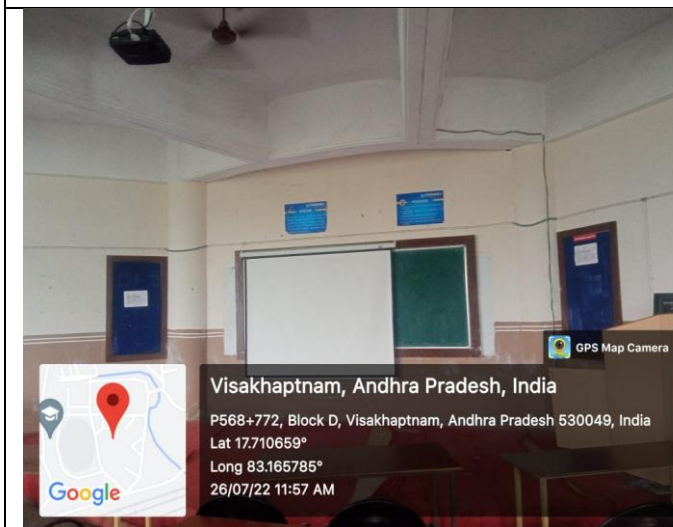 GPS Map Camera
Visakhaptnam, Andhra Pradesh, India
P568+772, Block D, Visakhaptnam, Andhra Pradesh 530049, India
Lat 17.710659°
Long 83.165785°
26/07/22 11:57 AM
Google